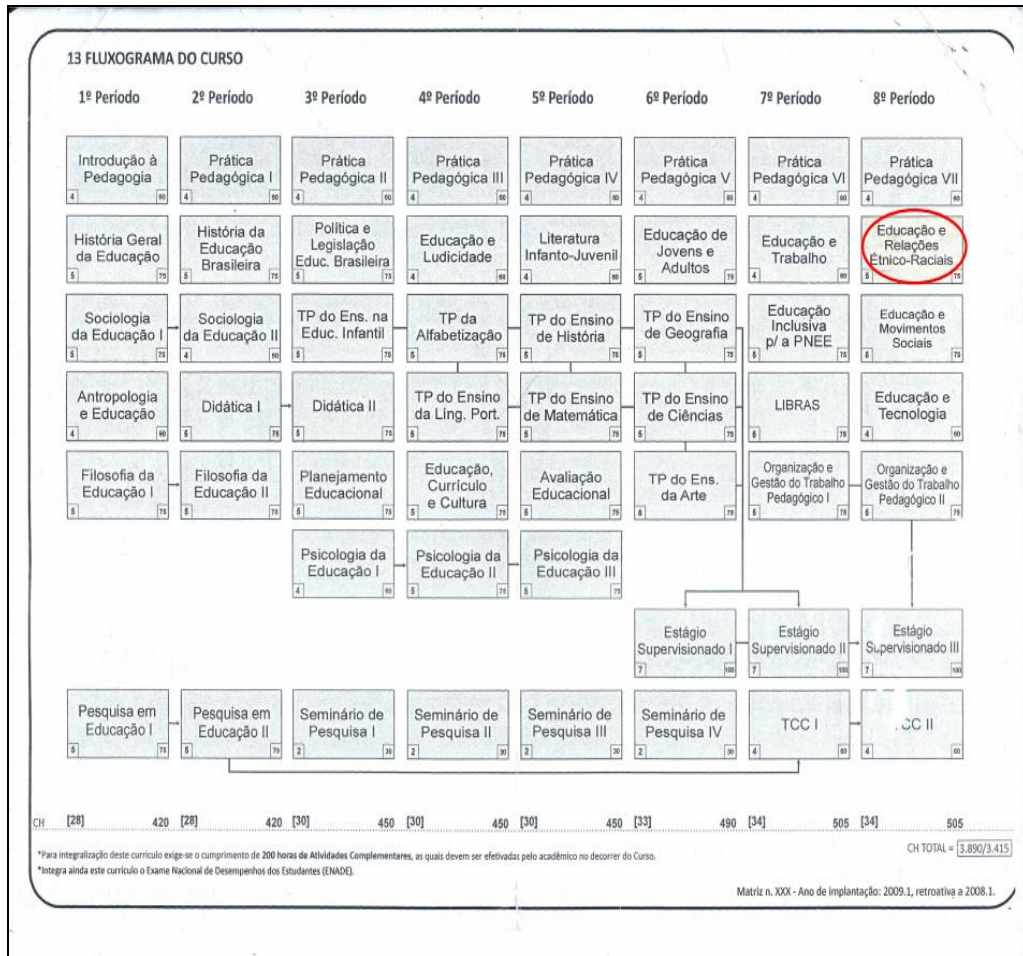 13 FLUXOGRAMA DO CURSO
1º Período 2º Período 3º Período 4º Período 5º Período 6º Período 7º Período 8º Período
Introdução à
Pedagogia
4 60
Prática
Pedagógica I
4 60
Prática
Pedagógica II
4 60
Prática
Pedagógica III
4 60
Prática
Pedagógica IV
4 60
Prática
Pedagógica V
4 60
Prática
Pedagógica VI
4 60
Prática
Pedagógica VII
4 60
História Geral
da Educação
5 75
História da
Educação
Brasileira
5 75
Política e
Legislação
Educ. Brasileira
5 75
Educação e
Ludicidade
4 60
Literatura
Infanto-Juvenil
4 60
Educação de
Jovens e
Adultos
5 75
Educação e
Trabalho
4 60
Educação e
Relações
Étnico-Raciais
5 75
Sociologia
da Educação I
5 75
Sociologia
da Educação II
4 60
TP do Ens. na
Educ. Infantil
5 75
TP da
Alfabetização
5 75
TP do Ensino
de História
5 75
TP do Ensino
de Geografia
5 75
Educação
Inclusiva
p/ a PNEE
5 75
Educação e
Movimentos
Sociais
5 75
Antropologia
e Educação
4 60
Didática I
5 75
Didática II
5 75
TP do Ensino
da Ling. Port.
5 75
TP do Ensino
de Matemática
5 75
TP do Ensino
de Ciências
5 75
LIBRAS
5 75
Educação e
Tecnologia
4 60
Filosofia da
Educação I
5 75
Filosofia da
Educação II
5 75
Planejamento
Educacional
5 75
Educação,
Currículo
e Cultura
5 75
Avaliação
Educacional
5 75
TP do Ens.
da Arte
5 75
Organização e
Gestão do Trabalho
Pedagógico I
5 75
Organização e
Gestão do Trabalho
Pedagógico II
5 75
Psicologia da
Educação I
4 60
Psicologia da
Educação II
5 75
Psicologia da
Educação III
5 75
Estágio
Supervisionado I
7 100
Estágio
Supervisionado II
7 100
Estágio
Supervisionado III
7 100
Pesquisa em
Educação I
5 75
Pesquisa em
Educação II
5 75
Seminário de
Pesquisa I
2 30
Seminário de
Pesquisa II
2 30
Seminário de
Pesquisa III
2 30
Seminário de
Pesquisa IV
2 30
TCC I
4 60
CC II
4 60
CH [28] 420 [28] 420 [30] 450 [30] 450 [30] 450 [33] 490 [34] 505 [34] 505
CH TOTAL = 3.890/3.415
*Para integralização deste currículo exige-se o cumprimento de 200 horas de Atividades Complementares, as quais devem ser efetivadas pelo acadêmico no decorrer do Curso.
*Integra ainda este currículo o Exame Nacional de Desempenho dos Estudantes (ENADE).
Matriz n. XXX - Ano de implantação: 2009.1, retroativa a 2008.1.